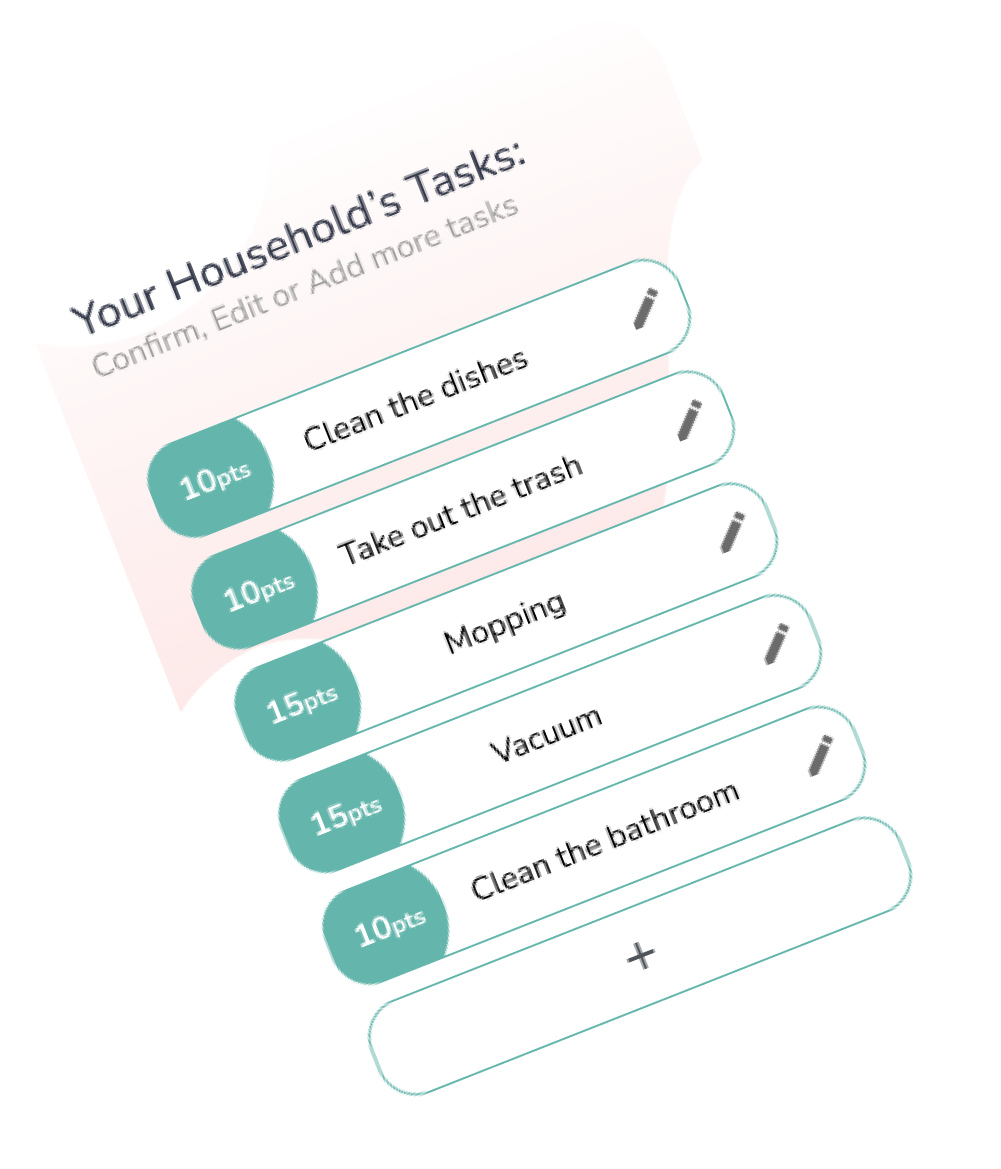 Your Household’s Tasks:
Confirm, Edit or Add more tasks
10pts Clean the dishes
10pts Take out the trash
15pts Mopping
15pts Vacuum
10pts Clean the bathroom
+